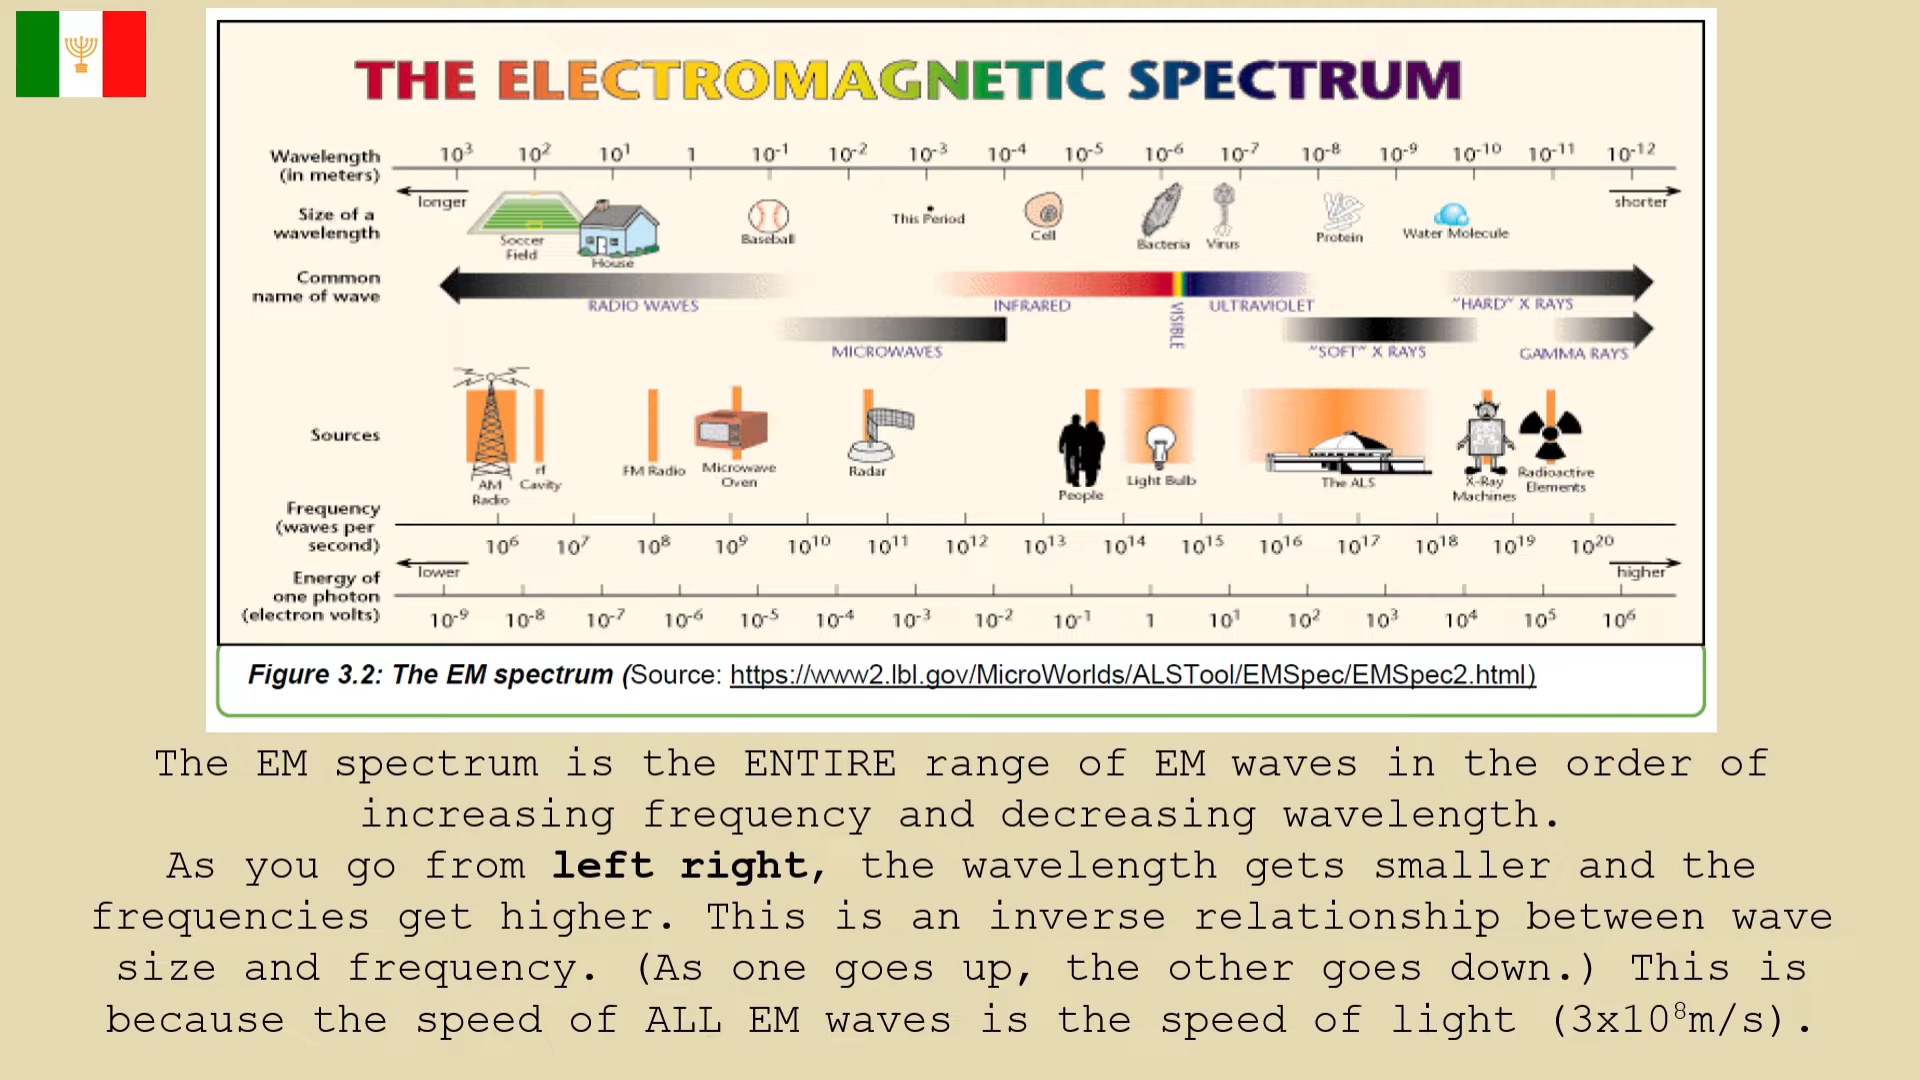 THE ELECTROMAGNETIC SPECTRUM
Wavelength (in meters)
10³ 10² 10¹ 1 10⁻¹ 10⁻² 10⁻³ 10⁻⁴ 10⁻⁵ 10⁻⁶ 10⁻⁷ 10⁻⁸ 10⁻⁹ 10⁻¹⁰ 10⁻¹¹ 10⁻¹²
longer
shorter
Size of a wavelength
Soccer Field
House
Baseball
This Period
Cell
Bacteria
Virus
Protein
Water Molecule
Common name of wave
RADIO WAVES
INFRARED
VISIBLE
ULTRAVIOLET
"HARD" X RAYS
MICROWAVES
"SOFT" X RAYS
GAMMA RAYS
Sources
AM Radio
rf Cavity
FM Radio
Microwave Oven
Radar
People
Light Bulb
The ALS
X-Ray Machines
Radioactive Elements
Frequency (waves per second)
10⁶ 10⁷ 10⁸ 10⁹ 10¹⁰ 10¹¹ 10¹² 10¹³ 10¹⁴ 10¹⁵ 10¹⁶ 10¹⁷ 10¹⁸ 10¹⁹ 10²⁰
lower
higher
Energy of one photon (electron volts)
10⁻⁹ 10⁻⁸ 10⁻⁷ 10⁻⁶ 10⁻⁵ 10⁻⁴ 10⁻³ 10⁻² 10⁻¹ 1 10¹ 10² 10³ 10⁴ 10⁵ 10⁶
Figure 3.2: The EM spectrum (Source: https://www2.lbl.gov/MicroWorlds/ALSTool/EMSpec/EMSpec2.html)
The EM spectrum is the ENTIRE range of EM waves in the order of
increasing frequency and decreasing wavelength.
As you go from left right, the wavelength gets smaller and the
frequencies get higher. This is an inverse relationship between wave
size and frequency. (As one goes up, the other goes down.) This is
because the speed of ALL EM waves is the speed of light (3x10⁸m/s).